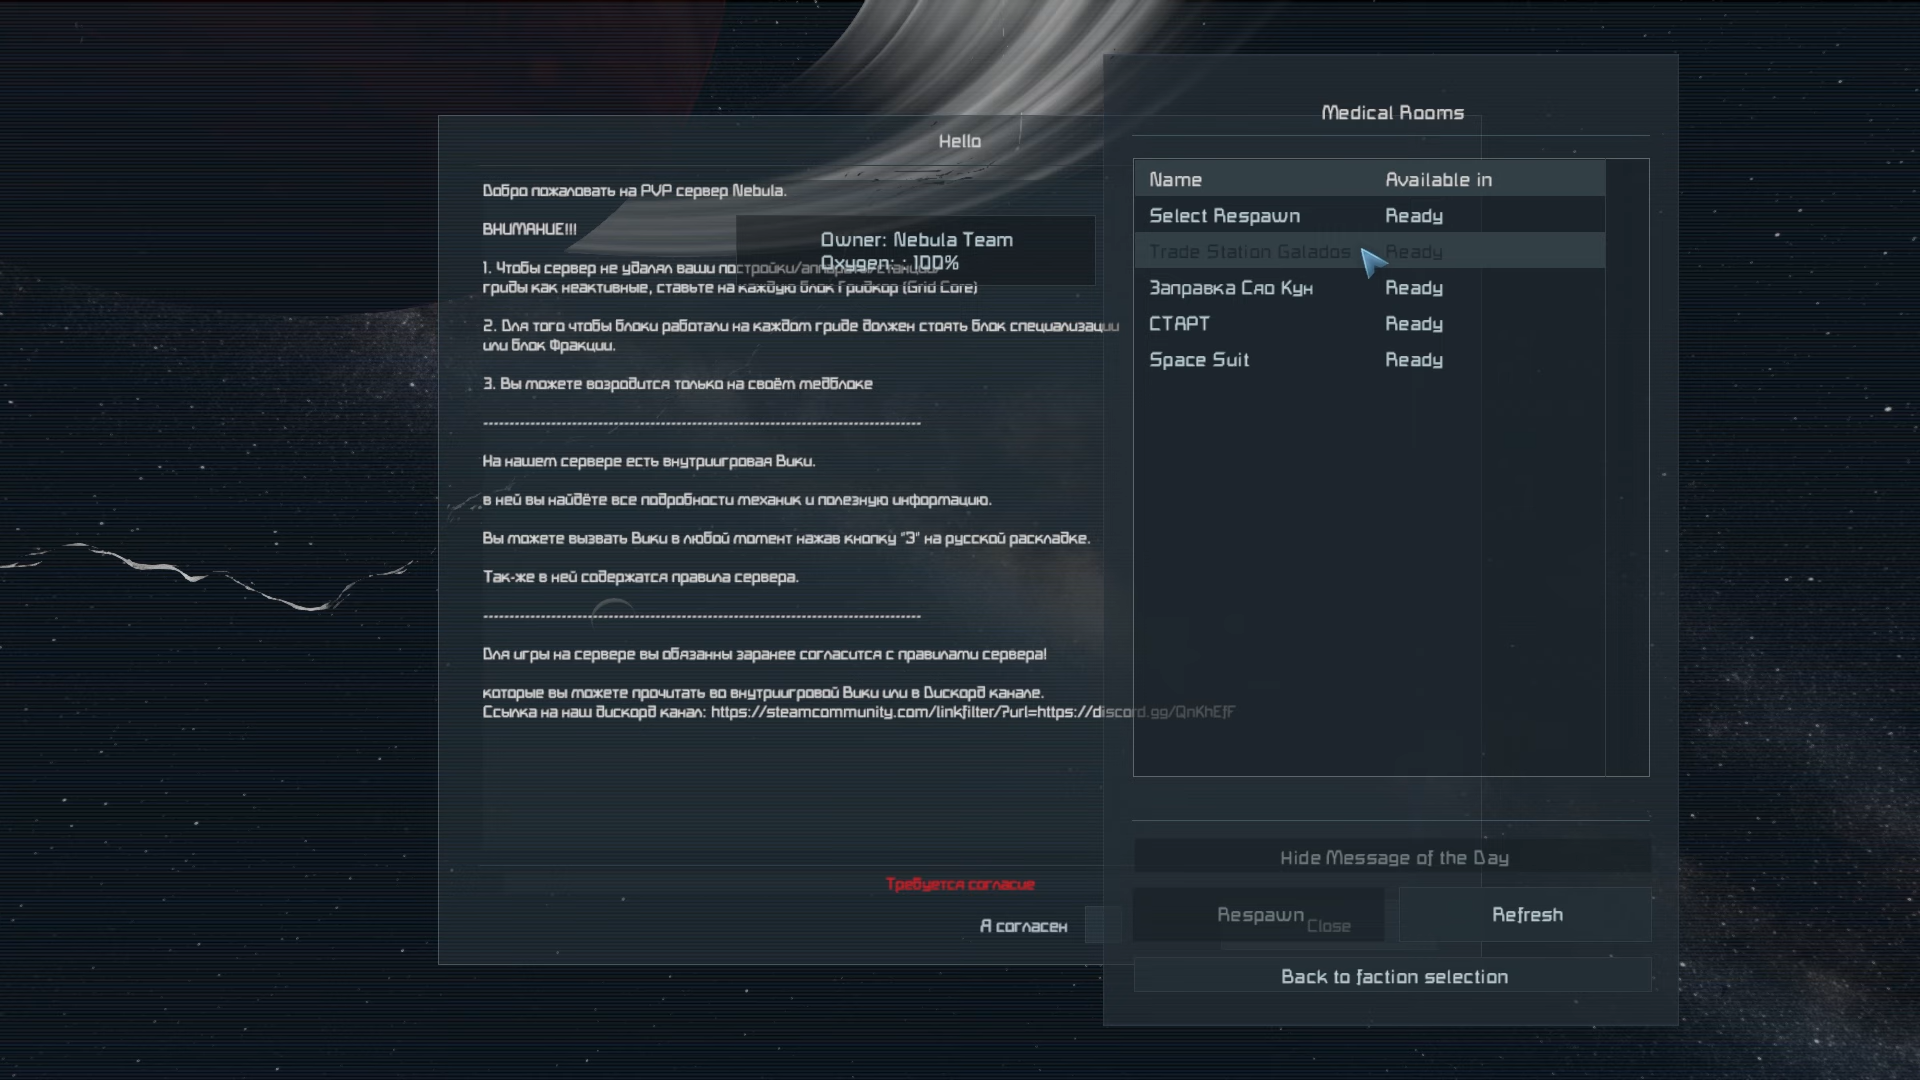 Hello
Добро пожаловать на PVP сервер Nebula.
ВНИМАНИЕ!!!
1. Чтобы сервер не удалял ваши постройки/аппараты/станции/
гриды как неактивные, ставьте на каждую блок Гридкор (Grid Core)
2. Для того чтобы блоки работали на каждом гриде должен стоять блок специализации
или блок Фракции.
3. Вы можете возродится только на своём медблоке
--------------------------------------------------------------------------------
На нашем сервере есть внутриигровая Вики.
в ней вы найдёте все подробности механик и полезную информацию.
Вы можете вызвать Вики в любой момент нажав кнопку "З" на русской раскладке.
Так-же в ней содержатся правила сервера.
--------------------------------------------------------------------------------
Для игры на сервере вы обязанны заранее согласится с правилами сервера!
которые вы можете прочитать во внутриигровой Вики или в Дискорд канале.
Ссылка на наш дискорд канал: https://steamcommunity.com/linkfilter/?url=https://discord.gg/QnKhEfF
Требуется согласие
Я согласен
Close
Owner: Nebula Team
Oxygen: : 100%
Medical Rooms
Name Available in
Select Respawn Ready
Trade Station Galados Ready
Заправка Сяо Кун Ready
СТАРТ Ready
Space Suit Ready
Hide Message of the Day
Respawn
Refresh
Back to faction selection